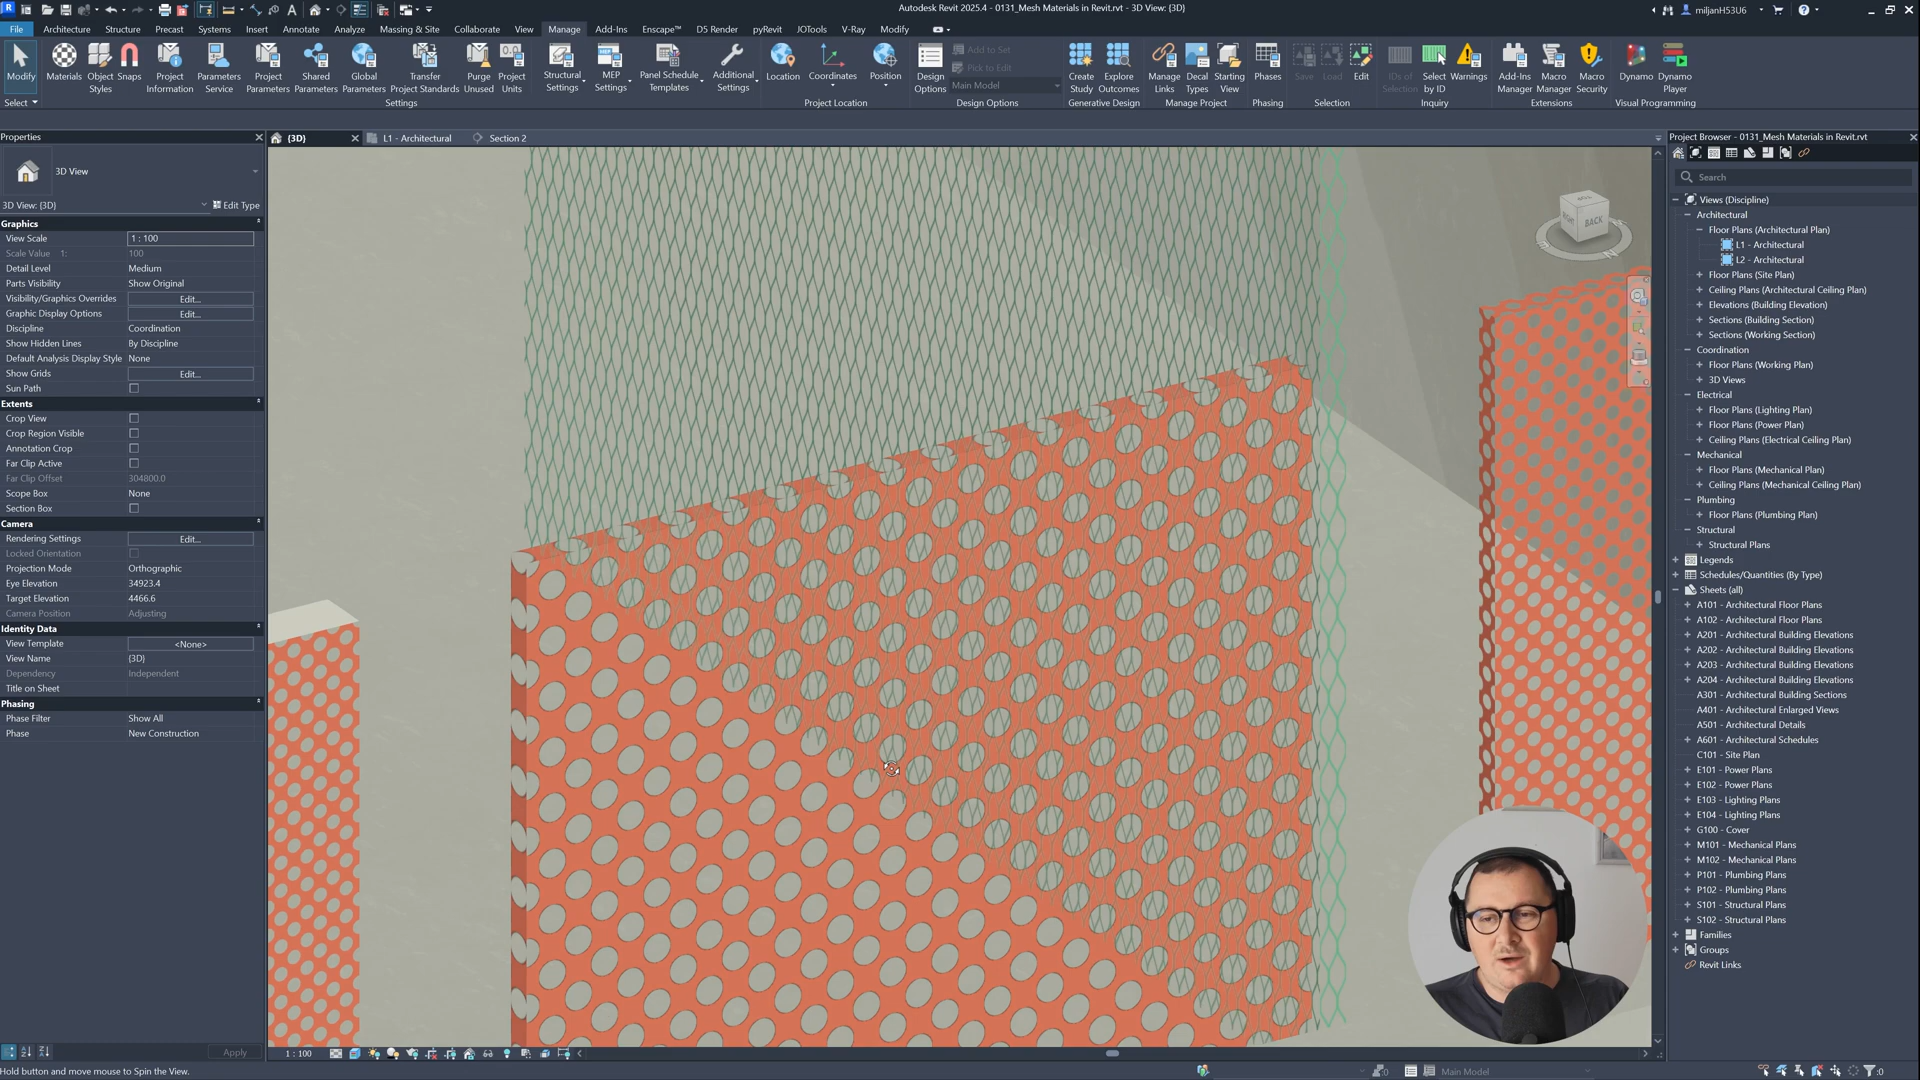 Autodesk Revit 2025.4 - 0131_Mesh Materials in Revit.rvt - 3D View: {3D}
miljanH53U6
File Architecture Structure Precast Systems Insert Annotate Analyze Massing & Site Collaborate View Manage Add-Ins Enscape™ D5 Render pyRevit JOTools V-Ray Modify
Modify
Materials
Object Styles
Snaps
Project Information
Parameters Service
Project Parameters
Shared Parameters
Global Parameters
Transfer Project Standards
Purge Unused
Project Units
Structural Settings
MEP Settings
Panel Schedule Templates
Additional Settings
Location
Coordinates
Position
Design Options
Add to Set
Pick to Edit
Main Model
Create Study
Explore Outcomes
Manage Links
Decal Types
Starting View
Phases
Save
Load
Edit
IDs of Selection
Select by ID
Warnings
Add-Ins Manager
Macro Manager
Macro Security
Dynamo
Dynamo Player
Select
Settings
Project Location
Design Options
Generative Design
Manage Project
Phasing
Selection
Inquiry
Extensions
Visual Programming
Properties
{3D}
L1 - Architectural
Section 2
3D View
3D View: {3D}
Edit Type
Graphics
View Scale 1 : 100
Scale Value 1: 100
Detail Level Medium
Parts Visibility Show Original
Visibility/Graphics Overrides Edit...
Graphic Display Options Edit...
Discipline Coordination
Show Hidden Lines By Discipline
Default Analysis Display Style None
Show Grids Edit...
Sun Path
Extents
Crop View
Crop Region Visible
Annotation Crop
Far Clip Active
Far Clip Offset 304800.0
Scope Box None
Section Box
Camera
Rendering Settings Edit...
Locked Orientation
Projection Mode Orthographic
Eye Elevation 34923.4
Target Elevation 4466.6
Camera Position Adjusting
Identity Data
View Template <None>
View Name {3D}
Dependency Independent
Title on Sheet
Phasing
Phase Filter Show All
Phase New Construction
Apply
BACK
Project Browser - 0131_Mesh Materials in Revit.rvt
Search
Views (Discipline)
Architectural
Floor Plans (Architectural Plan)
L1 - Architectural
L2 - Architectural
Floor Plans (Site Plan)
Ceiling Plans (Architectural Ceiling Plan)
Elevations (Building Elevation)
Sections (Building Section)
Sections (Working Section)
Coordination
Floor Plans (Working Plan)
3D Views
Electrical
Floor Plans (Lighting Plan)
Floor Plans (Power Plan)
Ceiling Plans (Electrical Ceiling Plan)
Mechanical
Floor Plans (Mechanical Plan)
Ceiling Plans (Mechanical Ceiling Plan)
Plumbing
Floor Plans (Plumbing Plan)
Structural
Structural Plans
Legends
Schedules/Quantities (By Type)
Sheets (all)
A101 - Architectural Floor Plans
A102 - Architectural Floor Plans
A201 - Architectural Building Elevations
A202 - Architectural Building Elevations
A203 - Architectural Building Elevations
A204 - Architectural Building Elevations
A301 - Architectural Building Sections
A401 - Architectural Enlarged Views
A501 - Architectural Details
A601 - Architectural Schedules
C101 - Site Plan
E101 - Power Plans
E102 - Power Plans
E103 - Lighting Plans
E104 - Lighting Plans
G100 - Cover
M101 - Mechanical Plans
M102 - Mechanical Plans
P101 - Plumbing Plans
P102 - Plumbing Plans
S101 - Structural Plans
S102 - Structural Plans
Families
Groups
Revit Links
1 : 100
Hold button and move mouse to Spin the View.
:0
Main Model
:0